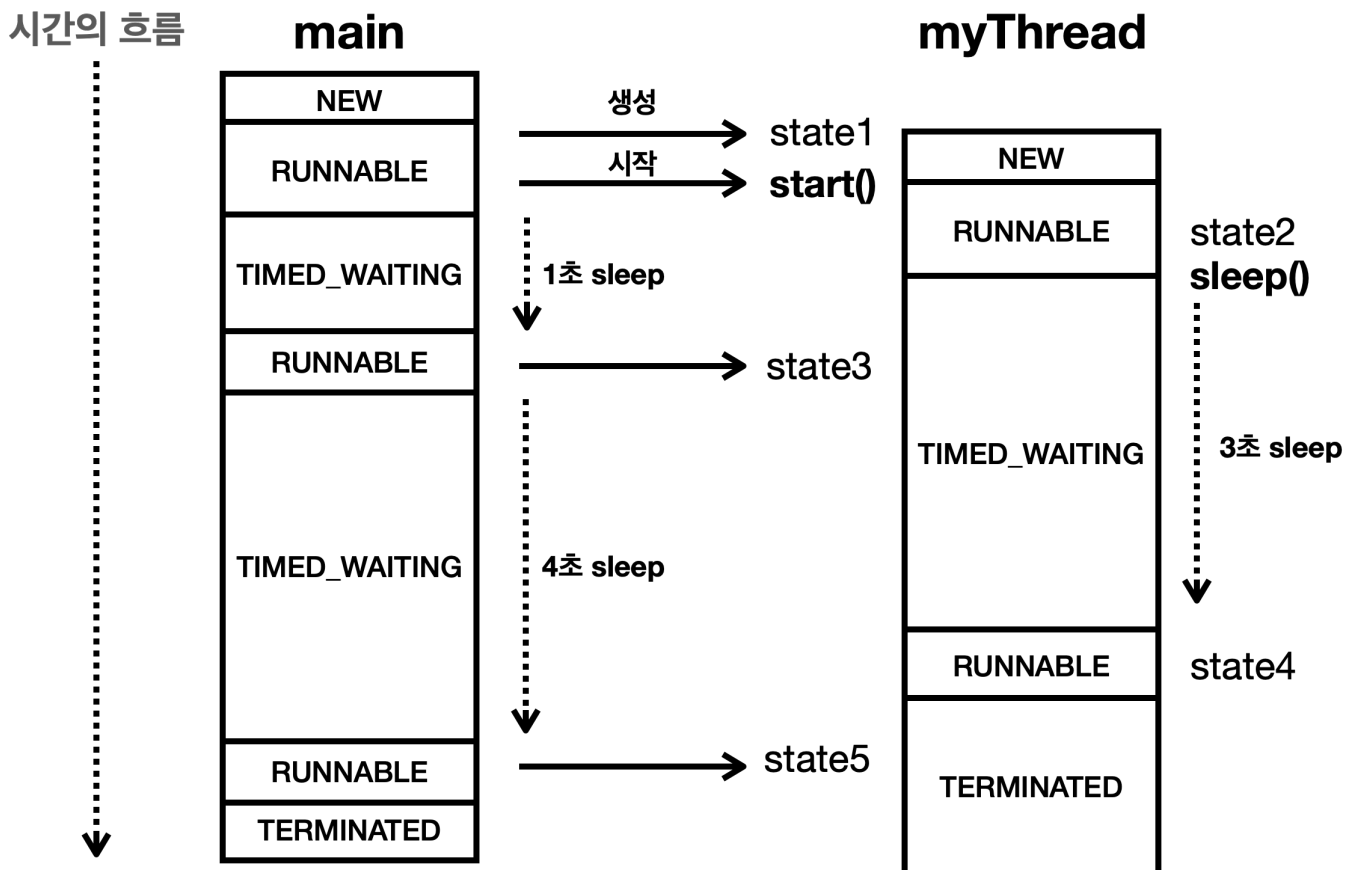 시간의 흐름
main
myThread
NEW
생성
state1
RUNNABLE
시작
start()
NEW
RUNNABLE
state2
sleep()
TIMED_WAITING
1초 sleep
RUNNABLE
state3
TIMED_WAITING
3초 sleep
TIMED_WAITING
4초 sleep
RUNNABLE
state4
RUNNABLE
state5
TERMINATED
TERMINATED